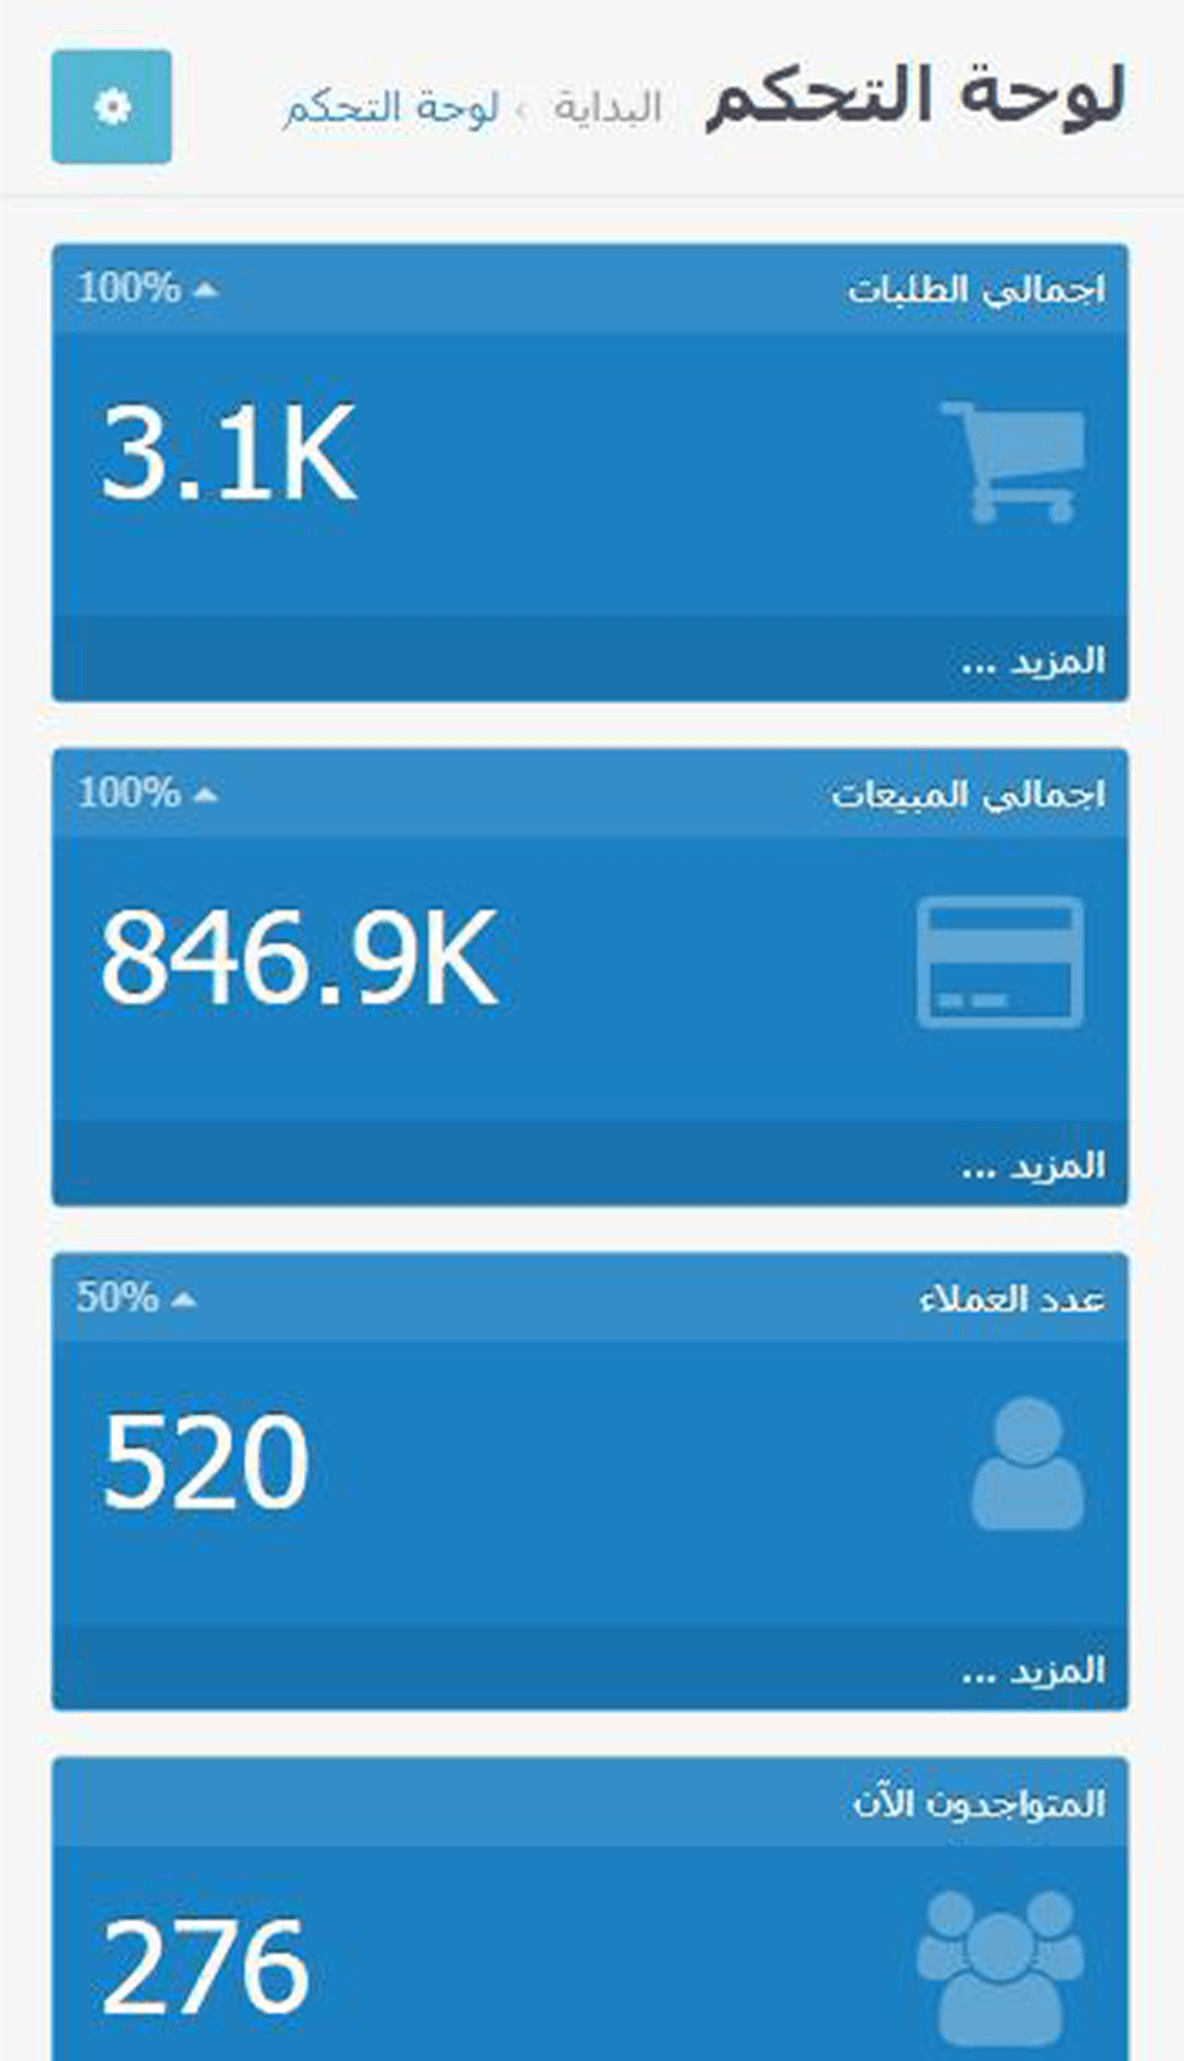 لوحة التحكم البداية › لوحة التحكم
اجمالي الطلبات 100%
3.1K
المزيد ...
اجمالي المبيعات 100%
846.9K
المزيد ...
عدد العملاء 50%
520
المزيد ...
المتواجدون الآن
276